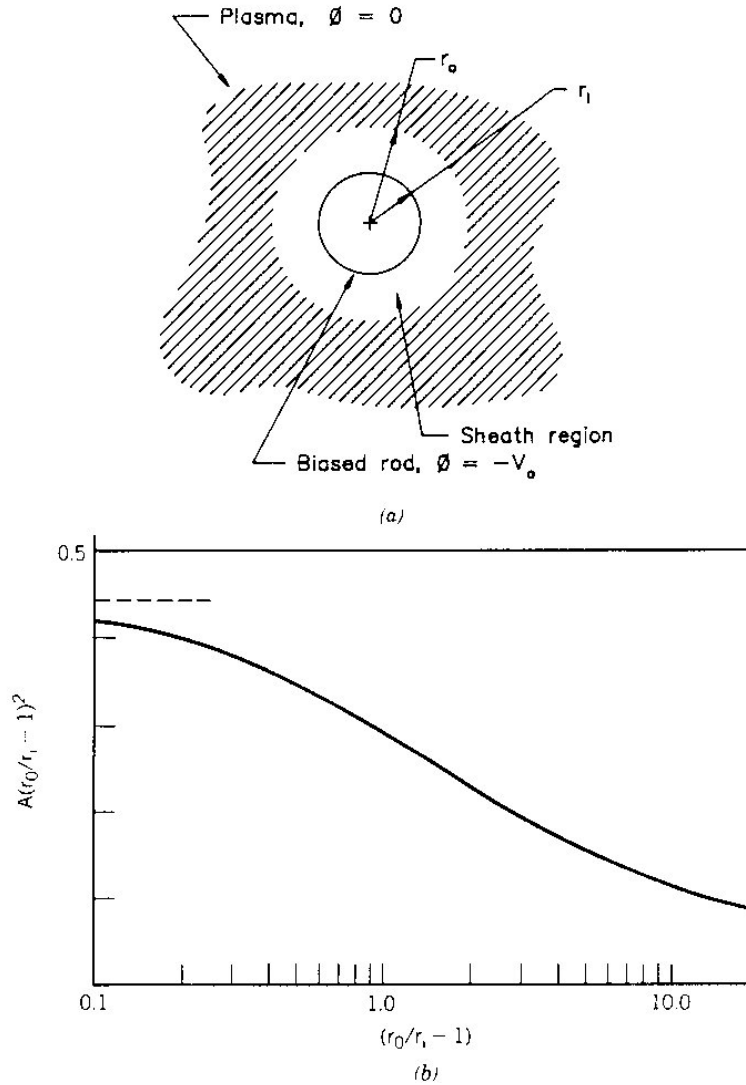 Plasma, Ø = 0
r₀
r₁
Sheath region
Biased rod, Ø = −V₀
(a)
0.5
A(r₀/r₁ − 1)²
0.1
1.0
10.0
(r₀/r₁ − 1)
(b)